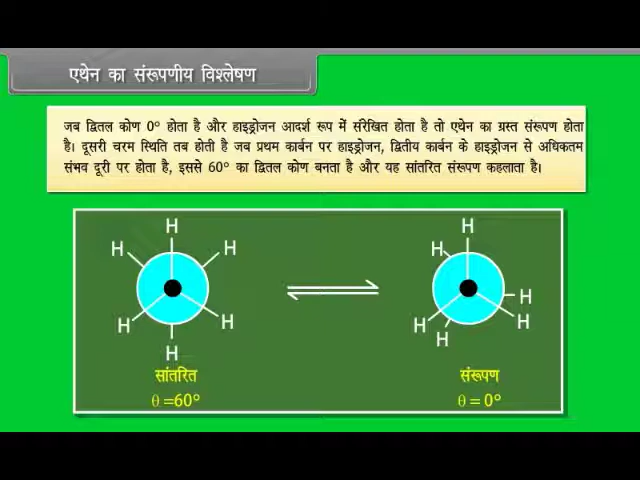 एथेन का संरूपणीय विश्लेषण
जब द्वितल कोण 0° होता है और हाइड्रोजन आदर्श रूप में संरेखित होता है तो एथेन का ग्रस्त संरूपण होता
है। दूसरी चरम स्थिति तब होती है जब प्रथम कार्बन पर हाइड्रोजन, द्वितीय कार्बन के हाइड्रोजन से अधिकतम
संभव दूरी पर होता है, इससे 60° का द्वितल कोण बनता है और यह सांतरित संरूपण कहलाता है।
H H
H H H
H H H H H
H H
सांतरित संरूपण
θ =60° θ = 0°